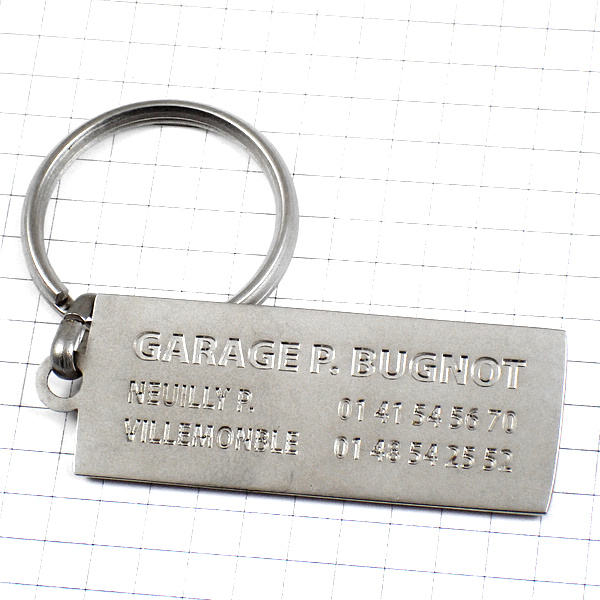 GARAGE P. BUGNOT
NEUILLY P. 01 41 54 56 70
VILLEMONBLE 01 48 54 25 52